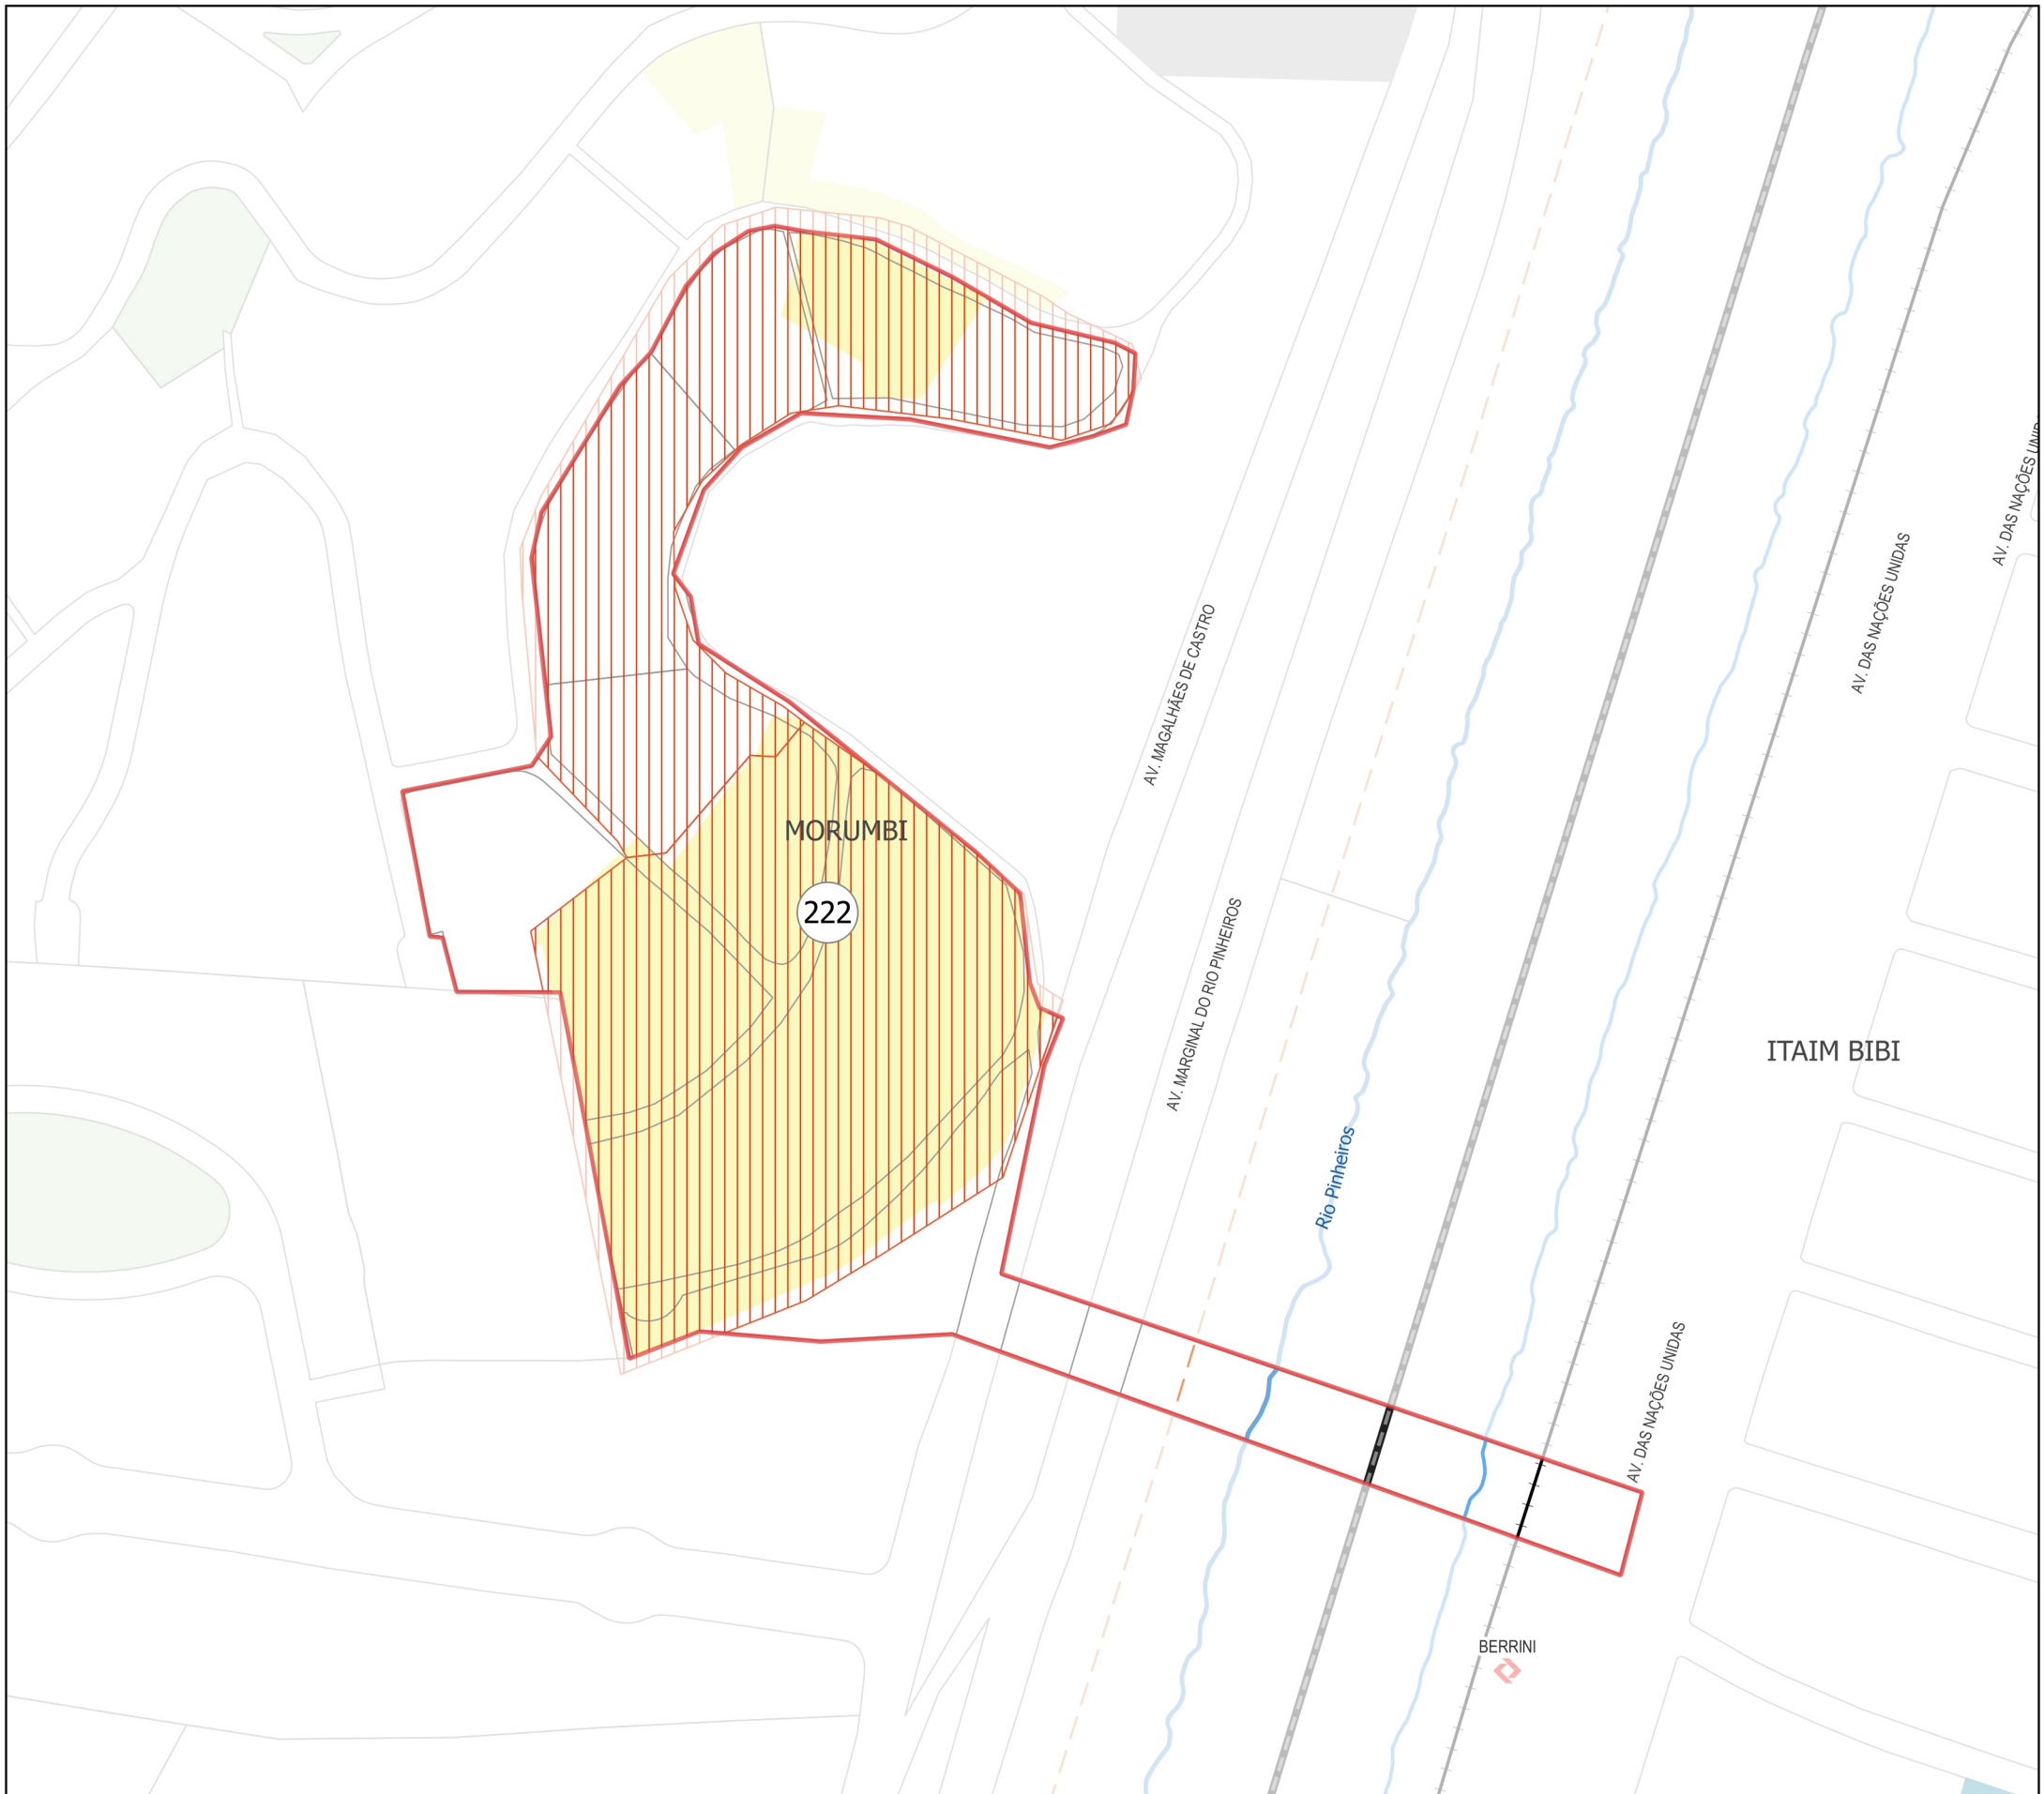 AV. DAS NAÇÕES UNID
AV. DAS NAÇÕES UNIDAS
AV. MAGALHÃES DE CASTRO
MORUMBI
222
AV. MARGINAL DO RIO PINHEIROS
ITAIM BIBI
Rio Pinheiros
AV. DAS NAÇÕES UNIDAS
BERRINI